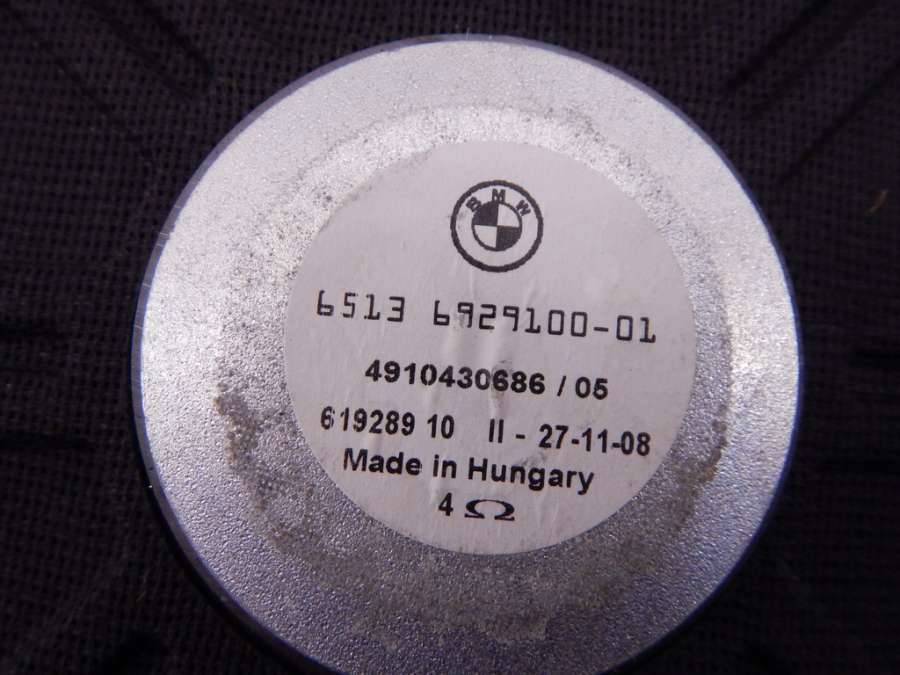 BMW
6513 6929100-01
4910430686 / 05
619289 10 II - 27-11-08
Made in Hungary
4 Ω